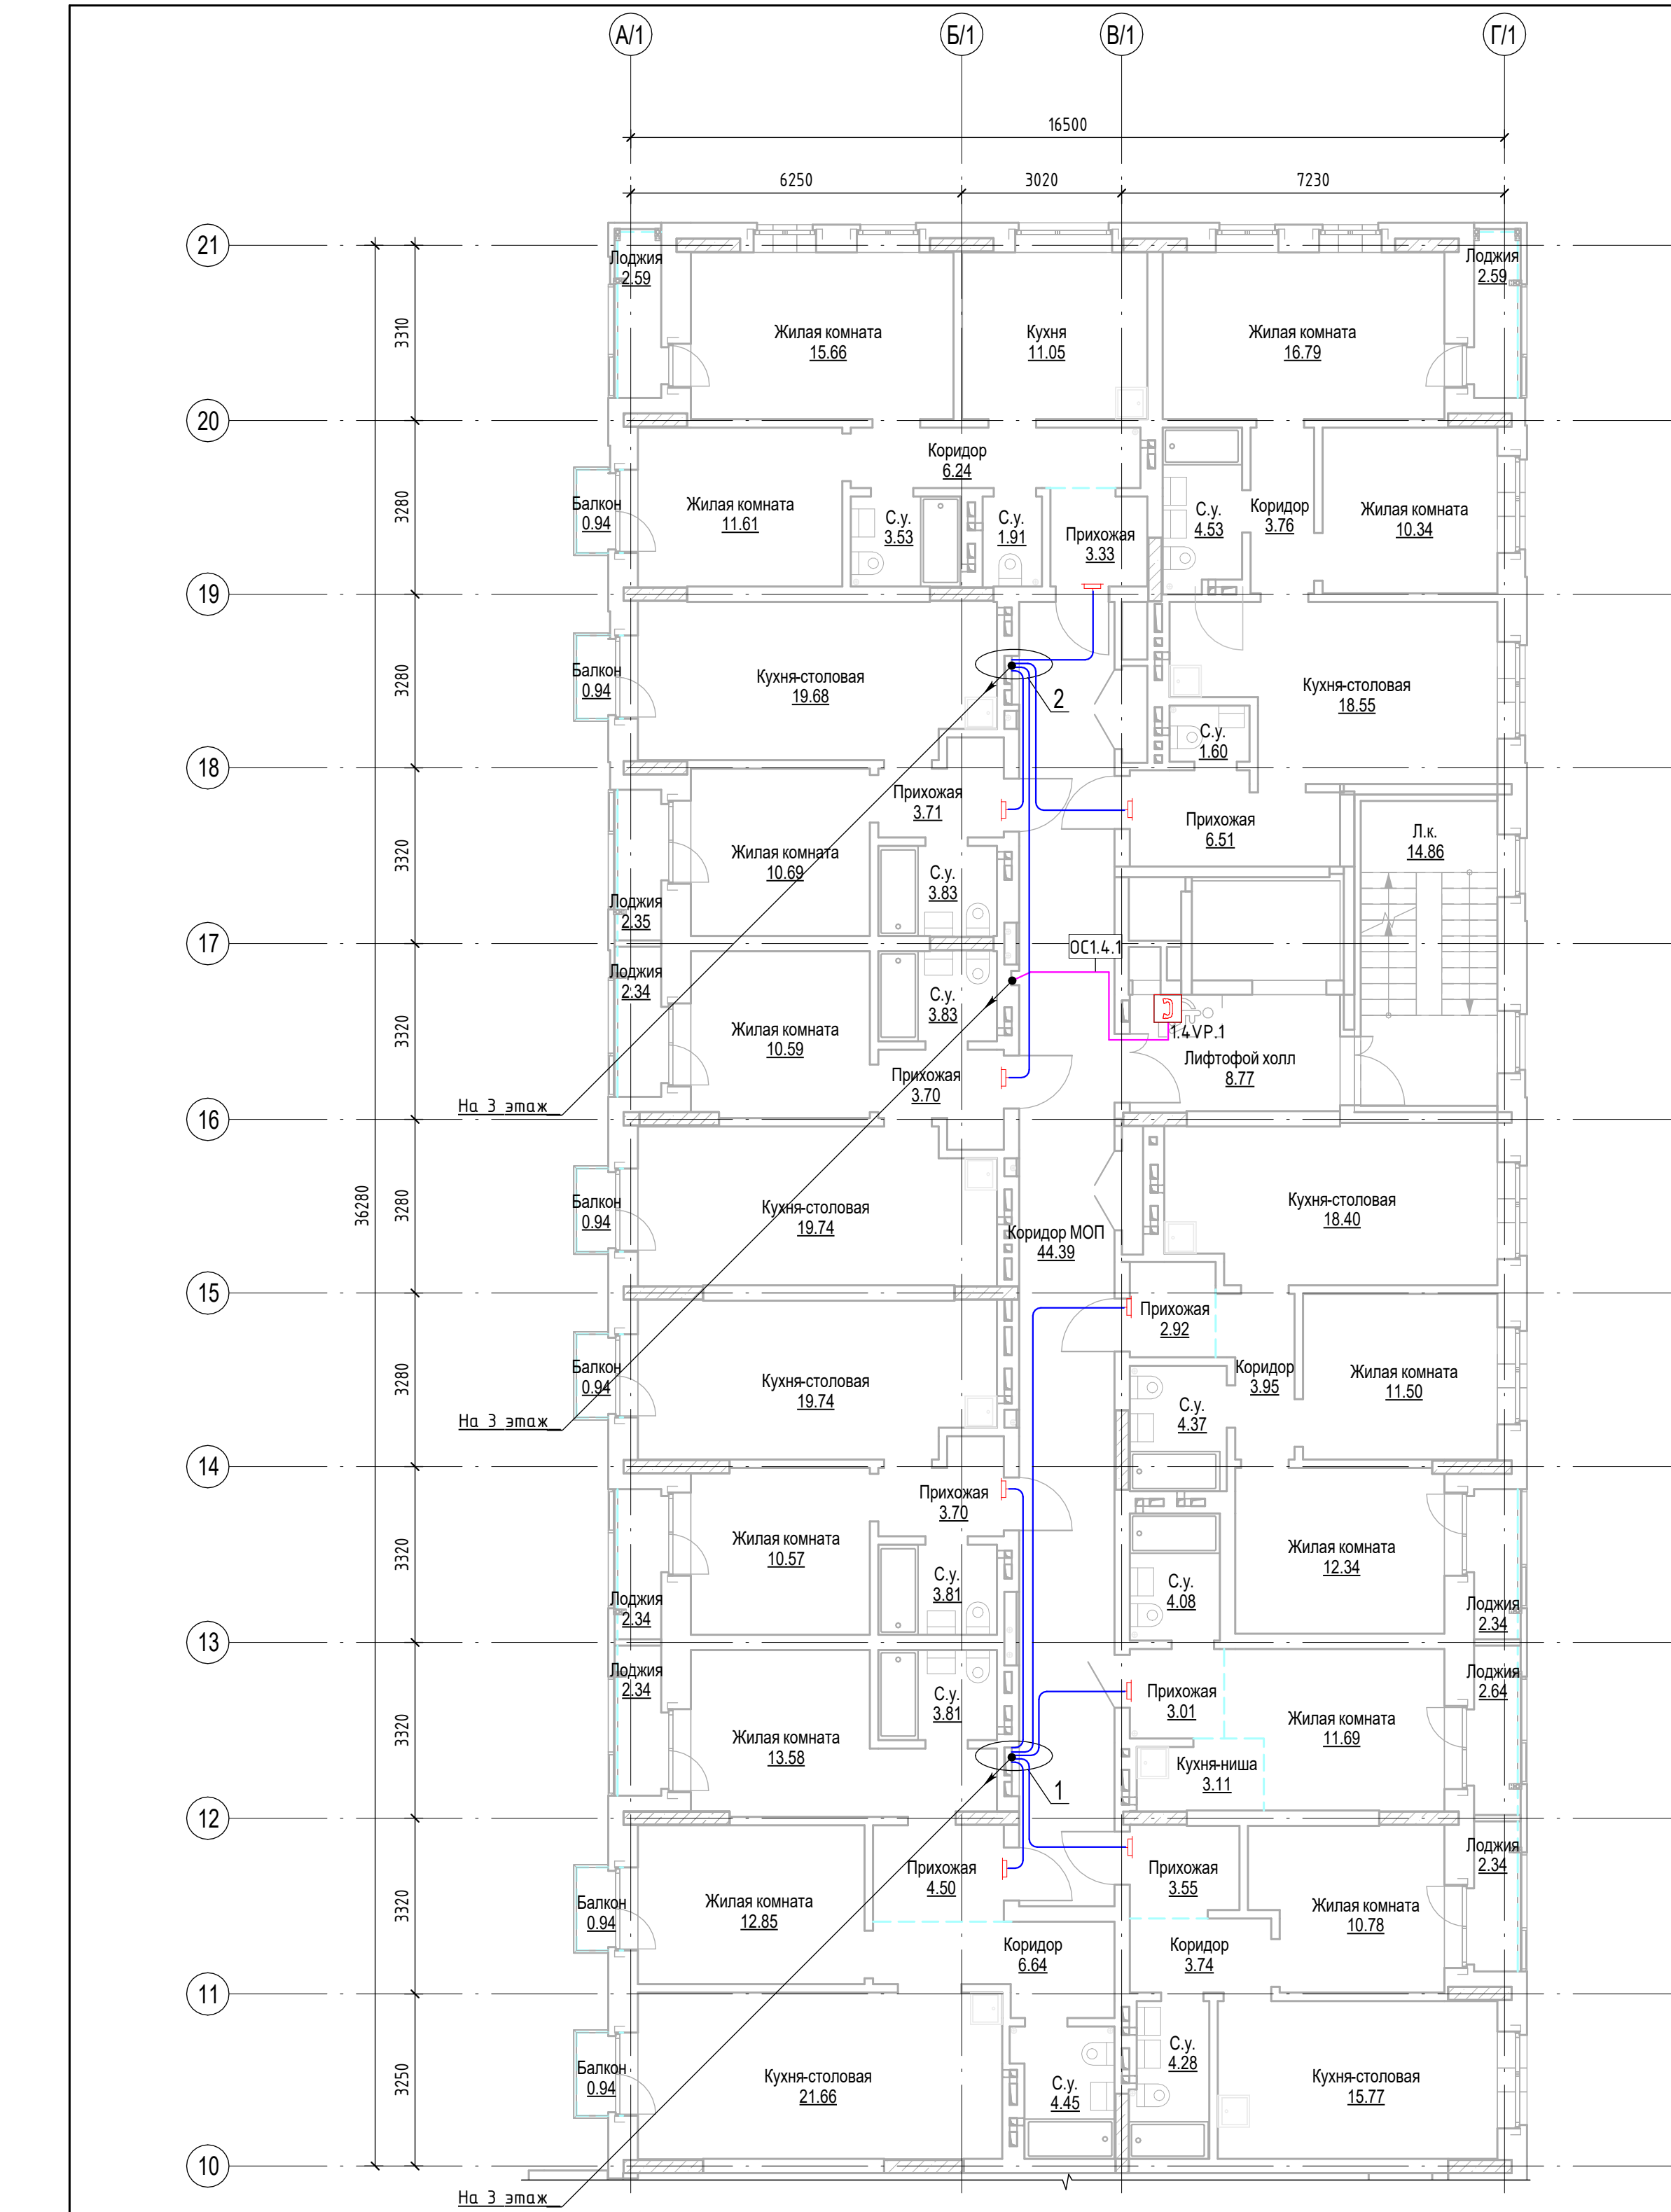 А/1
Б/1
В/1
Г/1
16500
6250
3020
7230
21
Лоджия
2.59
Лоджия
2.59
3310
Жилая комната
15.66
Кухня
11.05
Жилая комната
16.79
20
Коридор
6.24
3280
Балкон
0.94
Жилая комната
11.61
С.у.
3.53
С.у.
1.91
Прихожая
3.33
С.у.
4.53
Коридор
3.76
Жилая комната
10.34
19
3280
Балкон
0.94
Кухня-столовая
19.68
2
Кухня-столовая
18.55
С.у.
1.60
18
Прихожая
3.71
Прихожая
6.51
Л.к.
14.86
3320
Жилая комната
10.69
С.у.
3.83
Лоджия
2.35
17
ОС1.4.1
Лоджия
2.34
С.у.
3.83
3320
Жилая комната
10.59
1.4VP.1
Лифтофой холл
8.77
Прихожая
3.70
На 3 этаж
16
36280
3280
Балкон
0.94
Кухня-столовая
19.74
Коридор МОП
44.39
Кухня-столовая
18.40
15
Прихожая
2.92
3280
Балкон
0.94
Кухня-столовая
19.74
Коридор
3.95
Жилая комната
11.50
С.у.
4.37
На 3 этаж
14
Прихожая
3.70
3320
Жилая комната
10.57
Жилая комната
12.34
С.у.
3.81
С.у.
4.08
Лоджия
2.34
Лоджия
2.34
13
Лоджия
2.34
С.у.
3.81
Прихожая
3.01
Лоджия
2.64
3320
Жилая комната
13.58
Жилая комната
11.69
Кухня-ниша
3.11
1
12
Прихожая
4.50
Прихожая
3.55
Лоджия
2.34
3320
Балкон
0.94
Жилая комната
12.85
Жилая комната
10.78
Коридор
6.64
Коридор
3.74
11
3250
Балкон
0.94
Кухня-столовая
21.66
С.у.
4.45
С.у.
4.28
Кухня-столовая
15.77
10
На 3 этаж